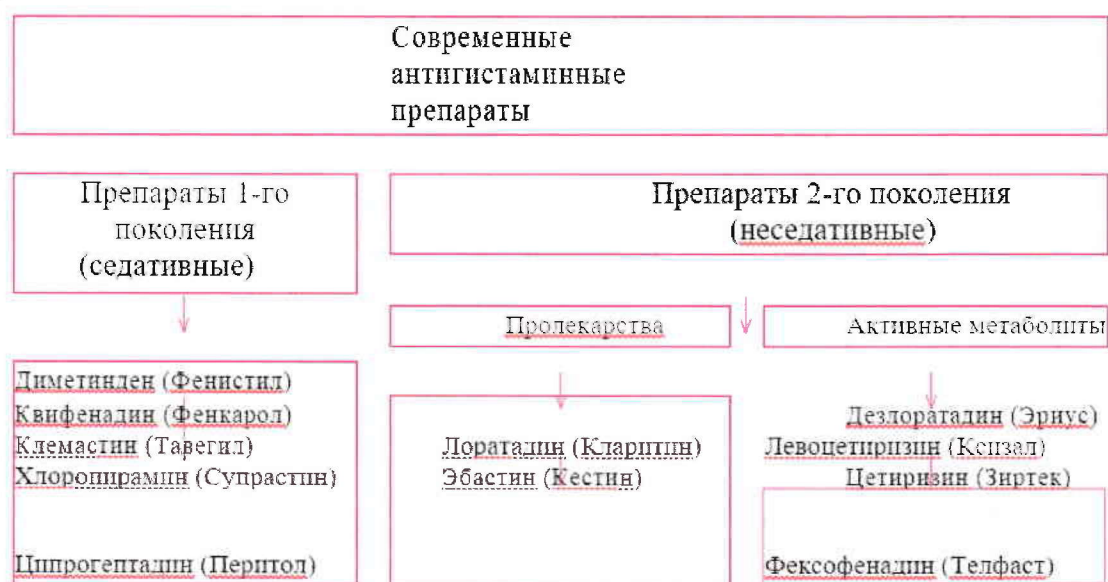 Современные
антигистаминные
препараты
Препараты 1-го
поколения
(седативные)
Препараты 2-го поколения
(неседативные)
Пролекарства
Активные метаболиты
Диметинден (Фенистил)
Квифенадин (Фенкарол)
Клемастин (Тавегил)
Хлоропирамин (Супрастин)
Ципрогептадин (Перитол)
Лоратадин (Кларитин)
Эбастин (Кестин)
Дезлоратадин (Эриус)
Левоцетиризин (Ксизал)
Цетиризин (Зиртек)
Фексофенадин (Телфаст)